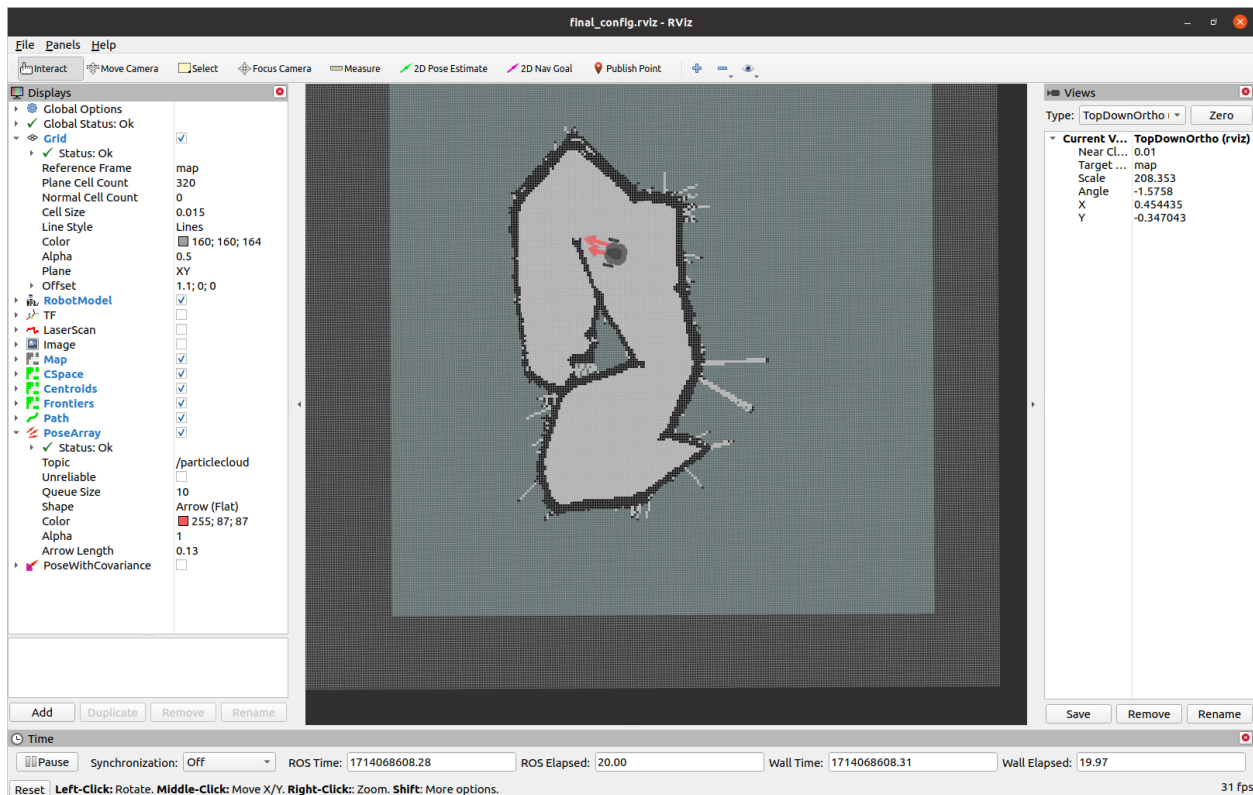 final_config.rviz - RViz
File Panels Help
Interact Move Camera Select Focus Camera Measure 2D Pose Estimate 2D Nav Goal Publish Point
Displays
Global Options
Global Status: Ok
Grid
Status: Ok
Reference Frame map
Plane Cell Count 320
Normal Cell Count 0
Cell Size 0.015
Line Style Lines
Color 160; 160; 164
Alpha 0.5
Plane XY
Offset 1.1; 0; 0
RobotModel
TF
LaserScan
Image
Map
CSpace
Centroids
Frontiers
Path
PoseArray
Status: Ok
Topic /particlecloud
Unreliable
Queue Size 10
Shape Arrow (Flat)
Color 255; 87; 87
Alpha 1
Arrow Length 0.13
PoseWithCovariance
Add Duplicate Remove Rename
Views
Type: TopDownOrtho ( Zero
Current V... TopDownOrtho (rviz)
Near Cl... 0.01
Target ... map
Scale 208.353
Angle -1.5758
X 0.454435
Y -0.347043
Save Remove Rename
Time
Pause Synchronization: Off ROS Time: 1714068608.28 ROS Elapsed: 20.00 Wall Time: 1714068608.31 Wall Elapsed: 19.97
Reset Left-Click: Rotate. Middle-Click: Move X/Y. Right-Click:: Zoom. Shift: More options. 31 fps